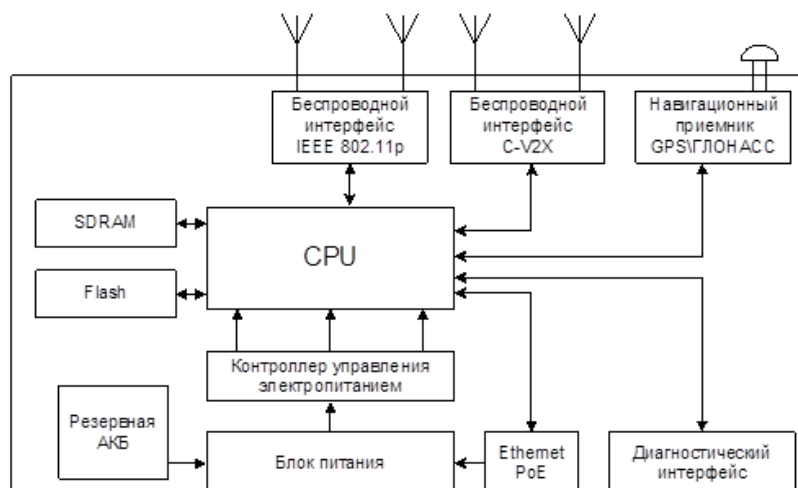 Беспроводной
интерфейс
IEEE 802.11p
Беспроводной
интерфейс
C-V2X
Навигационный
приемник
GPS\ГЛОНАСС
SDRAM
CPU
Flash
Контроллер управления
электропитанием
Резервная
АКБ
Блок питания
Ethernet
PoE
Диагностический
интерфейс